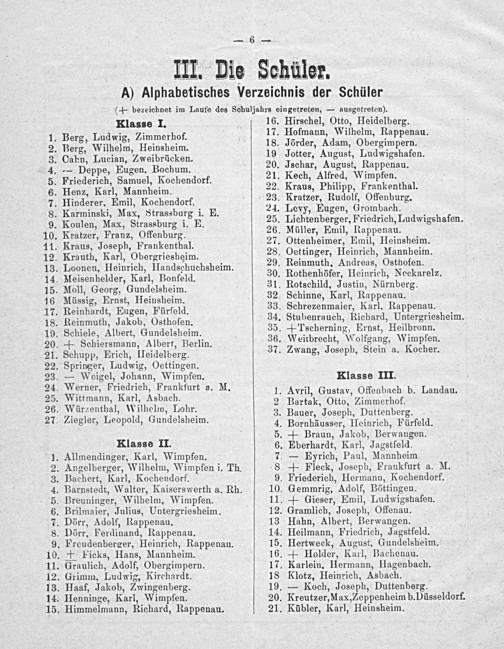 — 6 —
III. Die Schüler.
A) Alphabetisches Verzeichnis der Schüler
(+ bezeichnet im Laufe des Schuljahrs eingetreten, — ausgetreten).
Klasse I.
1. Berg, Ludwig, Zimmerhof.
2. Berg, Wilhelm, Heinsheim.
3. Cahn, Lucian, Zweibrücken.
4. — Deppe, Eugen. Bochum.
5. Friederich, Samuel, Kochendorf.
6. Henz, Karl, Mannheim.
7. Hinderer, Emil, Kochendorf.
8. Karminski, Max, Strassburg i. E.
9. Koulen, Max, Strassburg i. E.
10. Kratzer, Franz, Offenburg.
11. Kraus, Joseph, Frankenthal.
12. Krauth, Karl, Obergriesheim.
13. Loonen, Heinrich, Handschuchsheim.
14. Meisenhelder, Karl, Bonfeld.
15. Moll, Georg, Gundelsheim.
16 Müssig, Ernst, Heinsheim.
17. Reinhardt, Eugen, Fürfeld.
18. Reinmuth, Jakob, Osthofen.
19. Schiele, Albert, Gundelsheim.
20. + Schiersmann, Albert, Berlin.
21. Schupp, Erich, Heidelberg.
22. Springer, Ludwig, Oettingen.
23. — Weigel, Johann, Wimpfen.
24. Werner, Friedrich, Frankfurt a. M.
25. Wittmann, Karl, Asbach.
26. Würzenthal, Wilhelm, Lohr.
27. Ziegler, Leopold, Gundelsheim.
Klasse II.
1. Allmendinger, Karl, Wimpfen.
2. Angelberger, Wilhelm, Wimpfen i. Th.
3. Bachert, Karl, Kochendorf.
4. Barnstedt, Walter, Kaiserswerth a. Rh.
5. Breuninger, Wilhelm, Wimpfen.
6. Brilmaier, Julius, Untergriesheim.
7. Dörr, Adolf, Rappenau.
8. Dörr, Ferdinand, Rappenau.
9. Freudenberger, Heinrich, Rappenau.
10. + Ficks, Hans, Mannheim.
11. Graulich, Adolf, Obergimpern.
12. Grimm, Ludwig, Kirchardt.
13. Haaf, Jakob, Zwingenberg.
14. Henninge, Karl, Wimpfen.
15. Himmelmann, Richard, Rappenau.
16. Hirschel, Otto, Heidelberg.
17. Hofmann, Wilhelm, Rappenau.
18. Jörder, Adam, Obergimpern.
19 Jotter, August, Ludwigshafen.
20. Jschar, August, Rappenau.
21. Kech, Alfred, Wimpfen.
22. Kraus, Philipp, Frankenthal.
23. Kratzer, Rudolf, Offenburg.
24. Levy, Eugen, Grombach.
25. Lichtenberger, Friedrich, Ludwigshafen.
26. Müller, Emil, Rappenau.
27. Ottenheimer, Emil, Heinsheim.
28. Oettinger, Heinrich, Mannheim.
29. Reinmuth, Andreas, Osthofen.
30. Rothenhöfer, Heinrich, Neckarelz.
31. Rotschild, Justin, Nürnberg.
32. Schinne, Karl, Rappenau.
33. Schrezenmaier, Karl, Rappenau.
34. Stubenrauch, Richard, Untergriesheim.
35. + Tscherning, Ernst, Heilbronn.
36. Weitbrecht, Wolfgang, Wimpfen.
37. Zwang, Joseph, Stein a. Kocher.
Klasse III.
1. Avril, Gustav, Offenbach b. Landau.
2 Bartak, Otto, Zimmerhof.
3. Bauer, Joseph, Duttenberg.
4. Bornhäusser, Heinrich, Fürfeld.
5. + Braun, Jakob, Berwangen.
6. Eberhardt, Karl, Jagstfeld.
7. — Eyrich, Paul, Mannheim
8 + Fleck, Joseph, Frankfurt a. M.
9. Friederich, Hermann, Kochendorf.
10. Gemmrig, Adolf, Böttingen.
11. + Gieser, Emil, Ludwigshafen.
12. Gramlich, Joseph, Offenau.
13 Hahn, Albert, Berwangen.
14. Heilmann, Friedrich, Jagstfeld.
15. Hertweck, August, Gundelsheim.
16. + Holder, Karl, Bachenau.
17. Karlein, Hermann, Hagenbach.
18 Klotz, Heinrich, Asbach.
19. — Koch, Joseph, Duttenberg.
20. Kreutzer, Max, Zeppenheim b. Düsseldorf.
21. Kübler, Karl, Heinsheim.